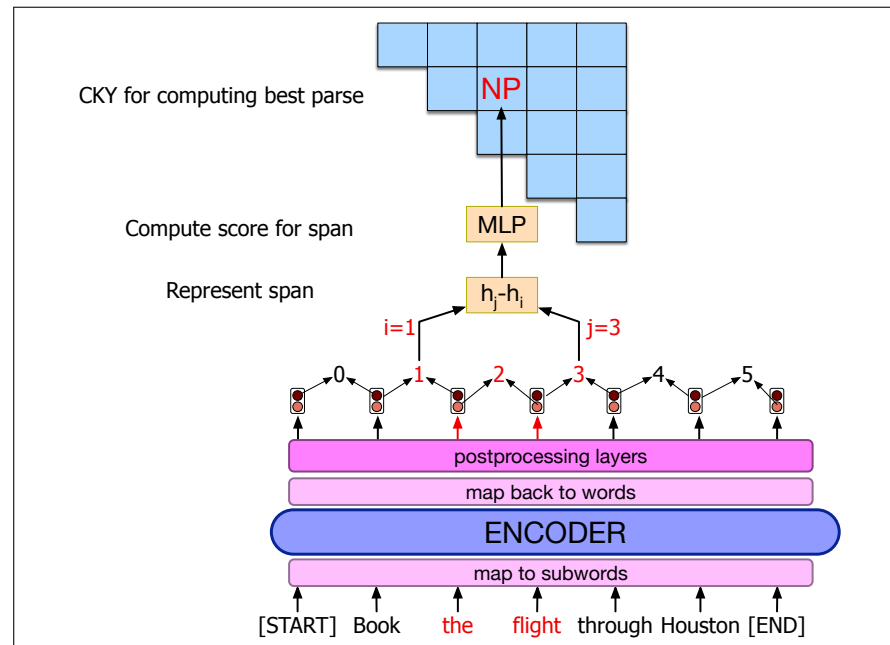 NP
CKY for computing best parse
MLP
Compute score for span
Represent span
hj-hi
i=1 j=3
0 1 2 3 4 5
postprocessing layers
map back to words
ENCODER
map to subwords
[START] Book the flight through Houston [END]